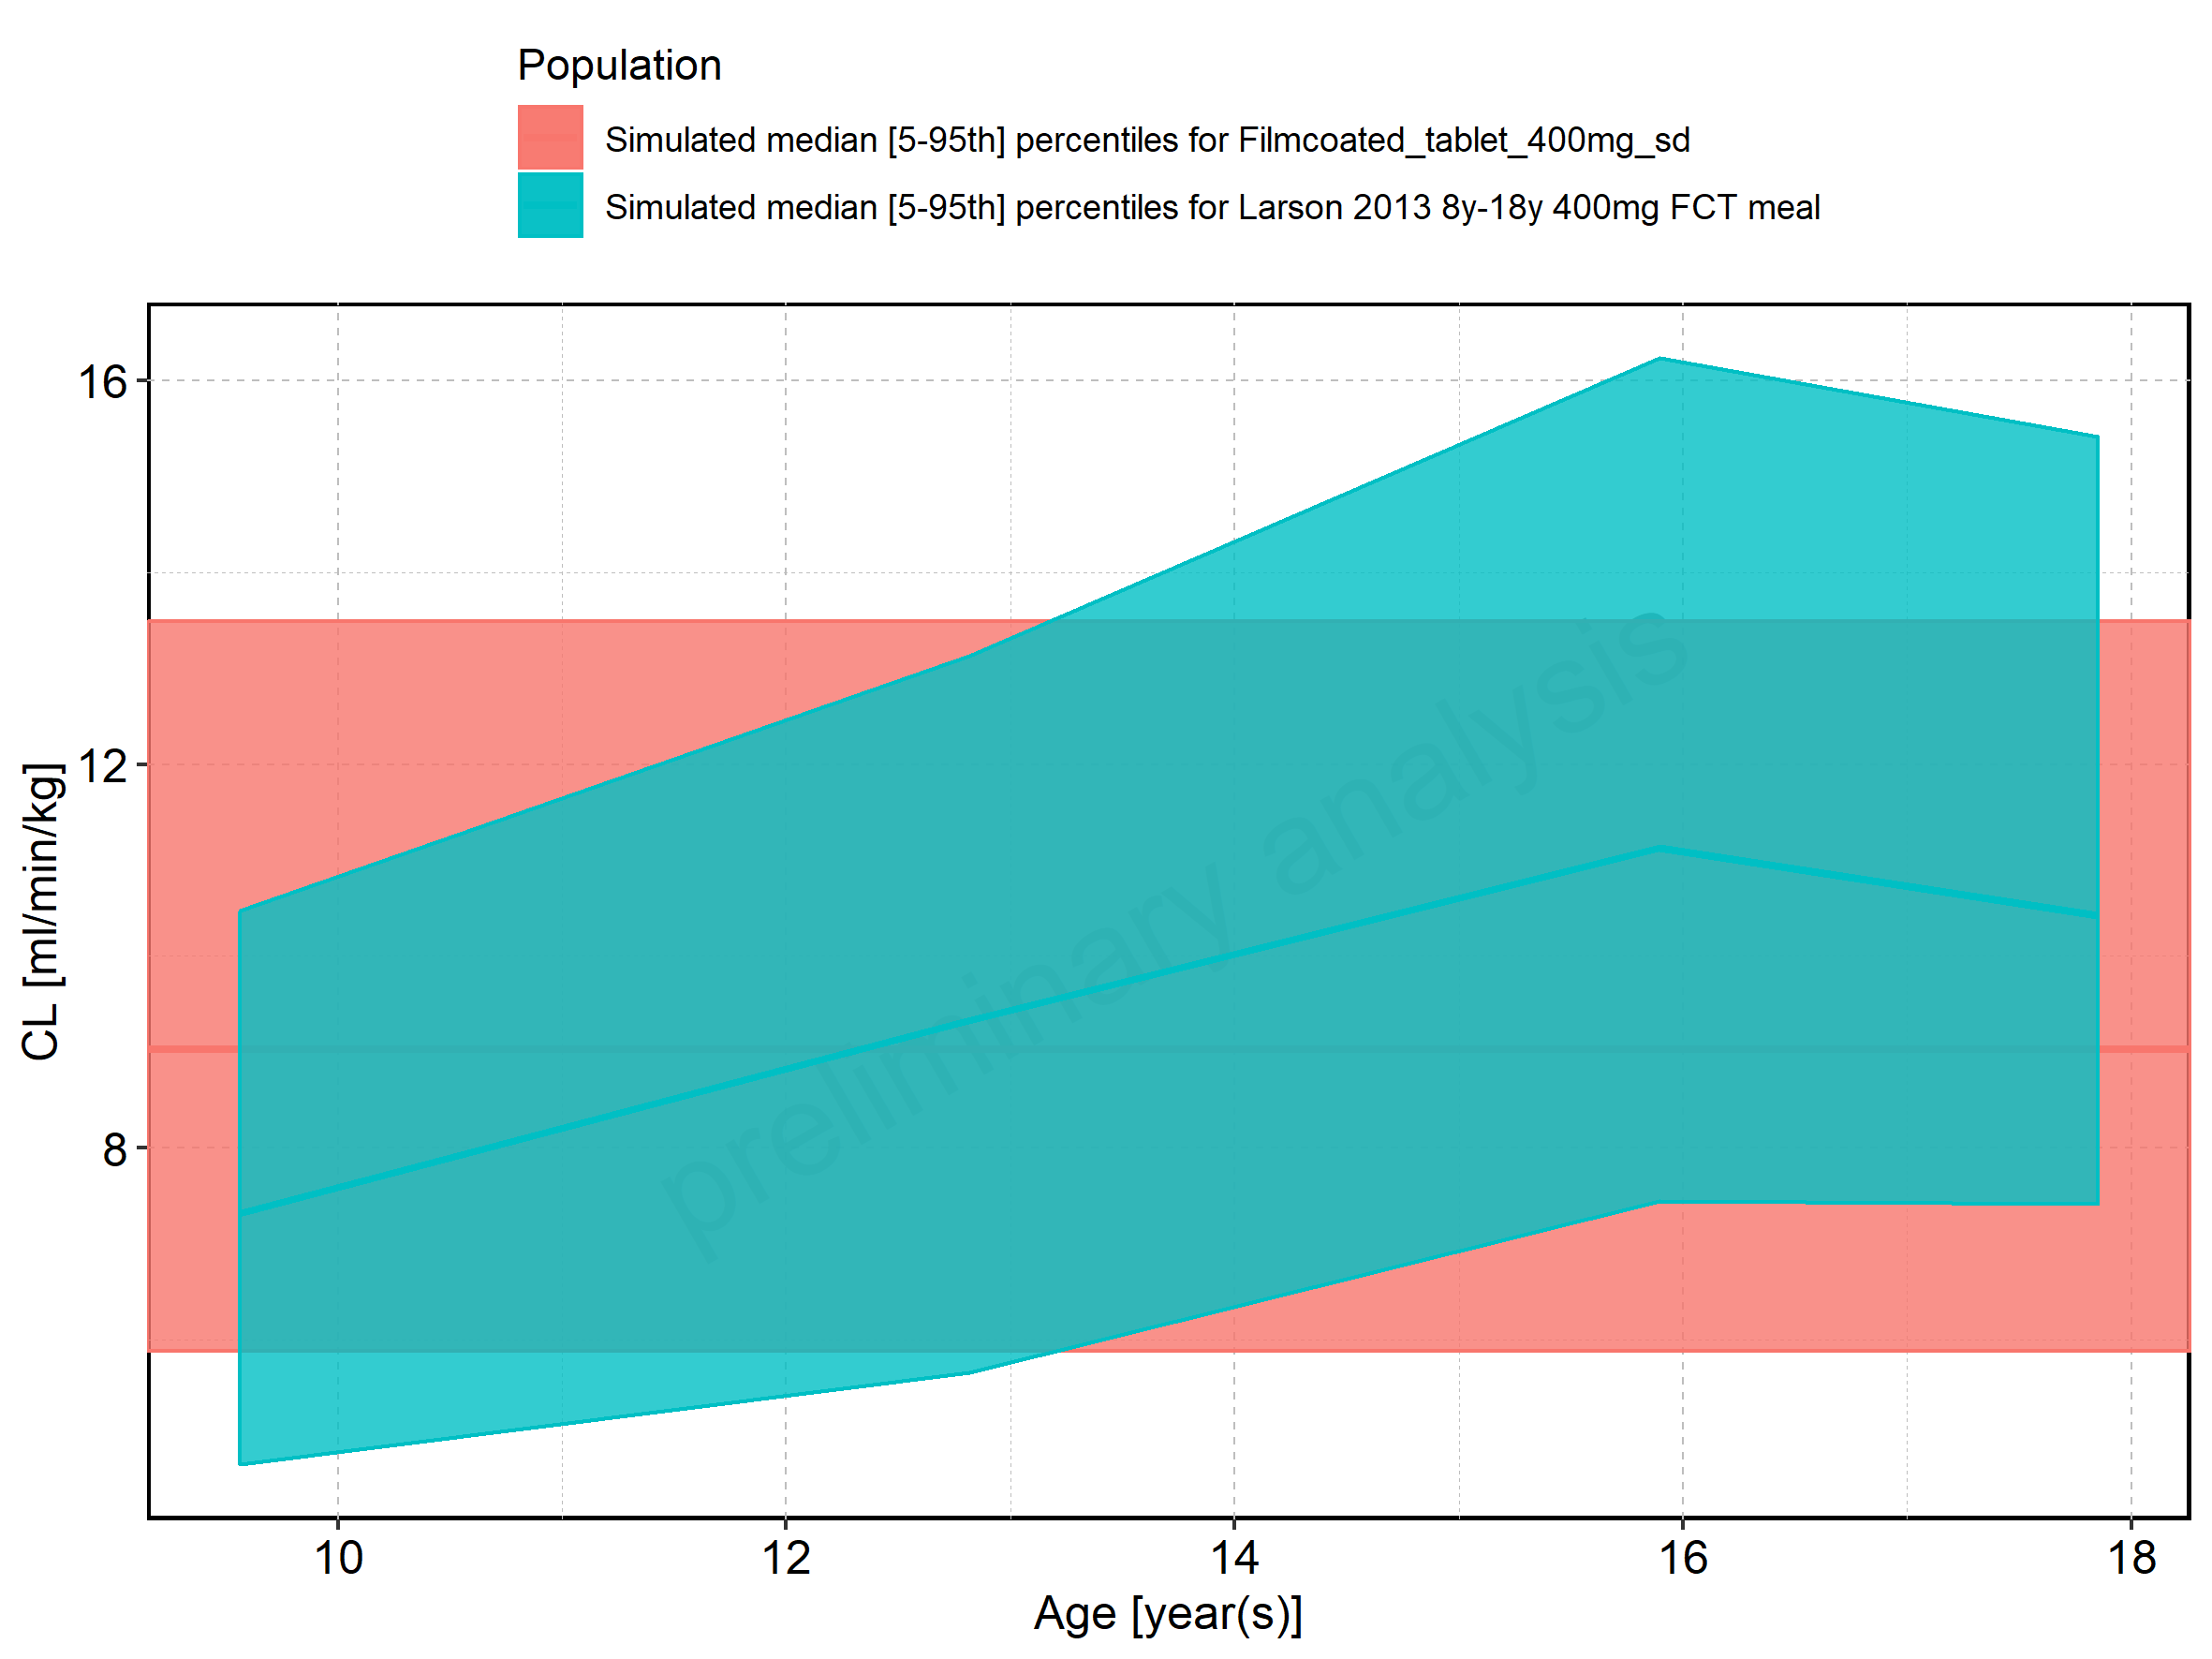 Population
Simulated median [5-95th] percentiles for Filmcoated_tablet_400mg_sd
Simulated median [5-95th] percentiles for Larson 2013 8y-18y 400mg FCT meal
16
12
8
CL [ml/min/kg]
preliminary analysis
10 12 14 16 18
Age [year(s)]